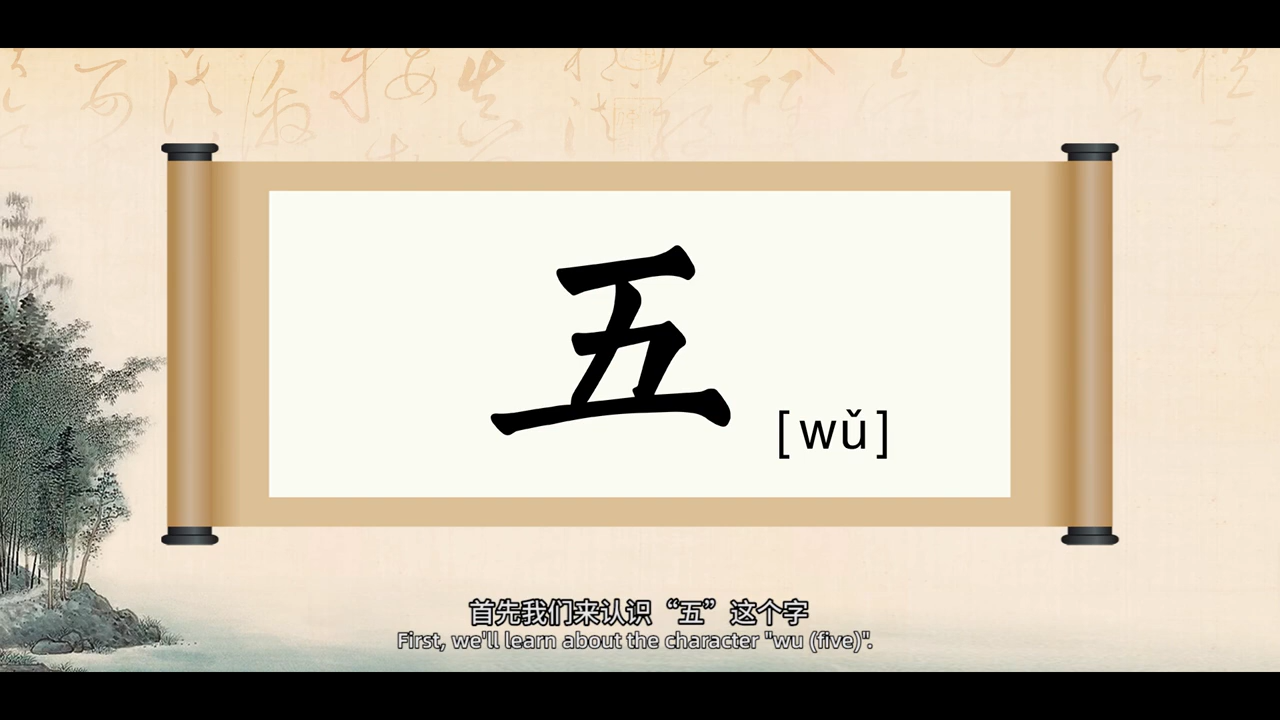 五
[wǔ]
首先我们来认识“五”这个字
First, we'll learn about the character "wu (five)".